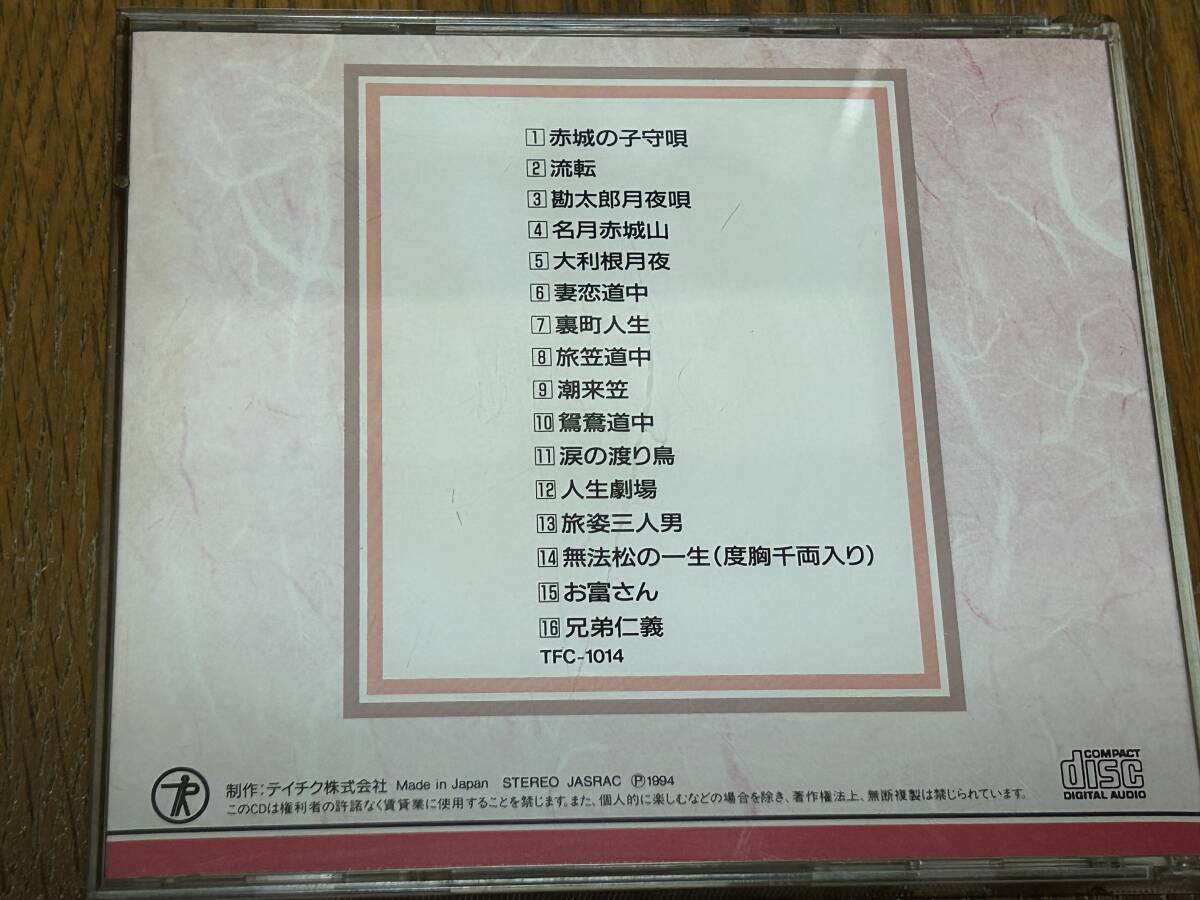 1 赤城の子守唄
2 流転
3 勘太郎月夜唄
4 名月赤城山
5 大利根月夜
6 妻恋道中
7 裏町人生
8 旅笠道中
9 潮来笠
10 鴛鴦道中
11 涙の渡り鳥
12 人生劇場
13 旅姿三人男
14 無法松の一生(度胸千両入り)
15 お富さん
16 兄弟仁義
TFC-1014
制作:テイチク株式会社 Made in Japan STEREO JASRAC Ⓟ1994
このCDは権利者の許諾なく賃貸業に使用することを禁じます。また、個人的に楽しむなどの場合を除き、著作権法上、無断複製は禁じられています。
COMPACT
disc
DIGITAL AUDIO